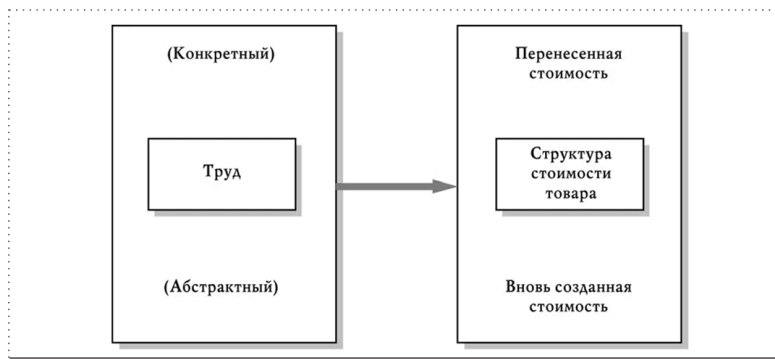 (Конкретный)
Труд
(Абстрактный)
Перенесенная
стоимость
Структура
стоимости
товара
Вновь созданная
стоимость